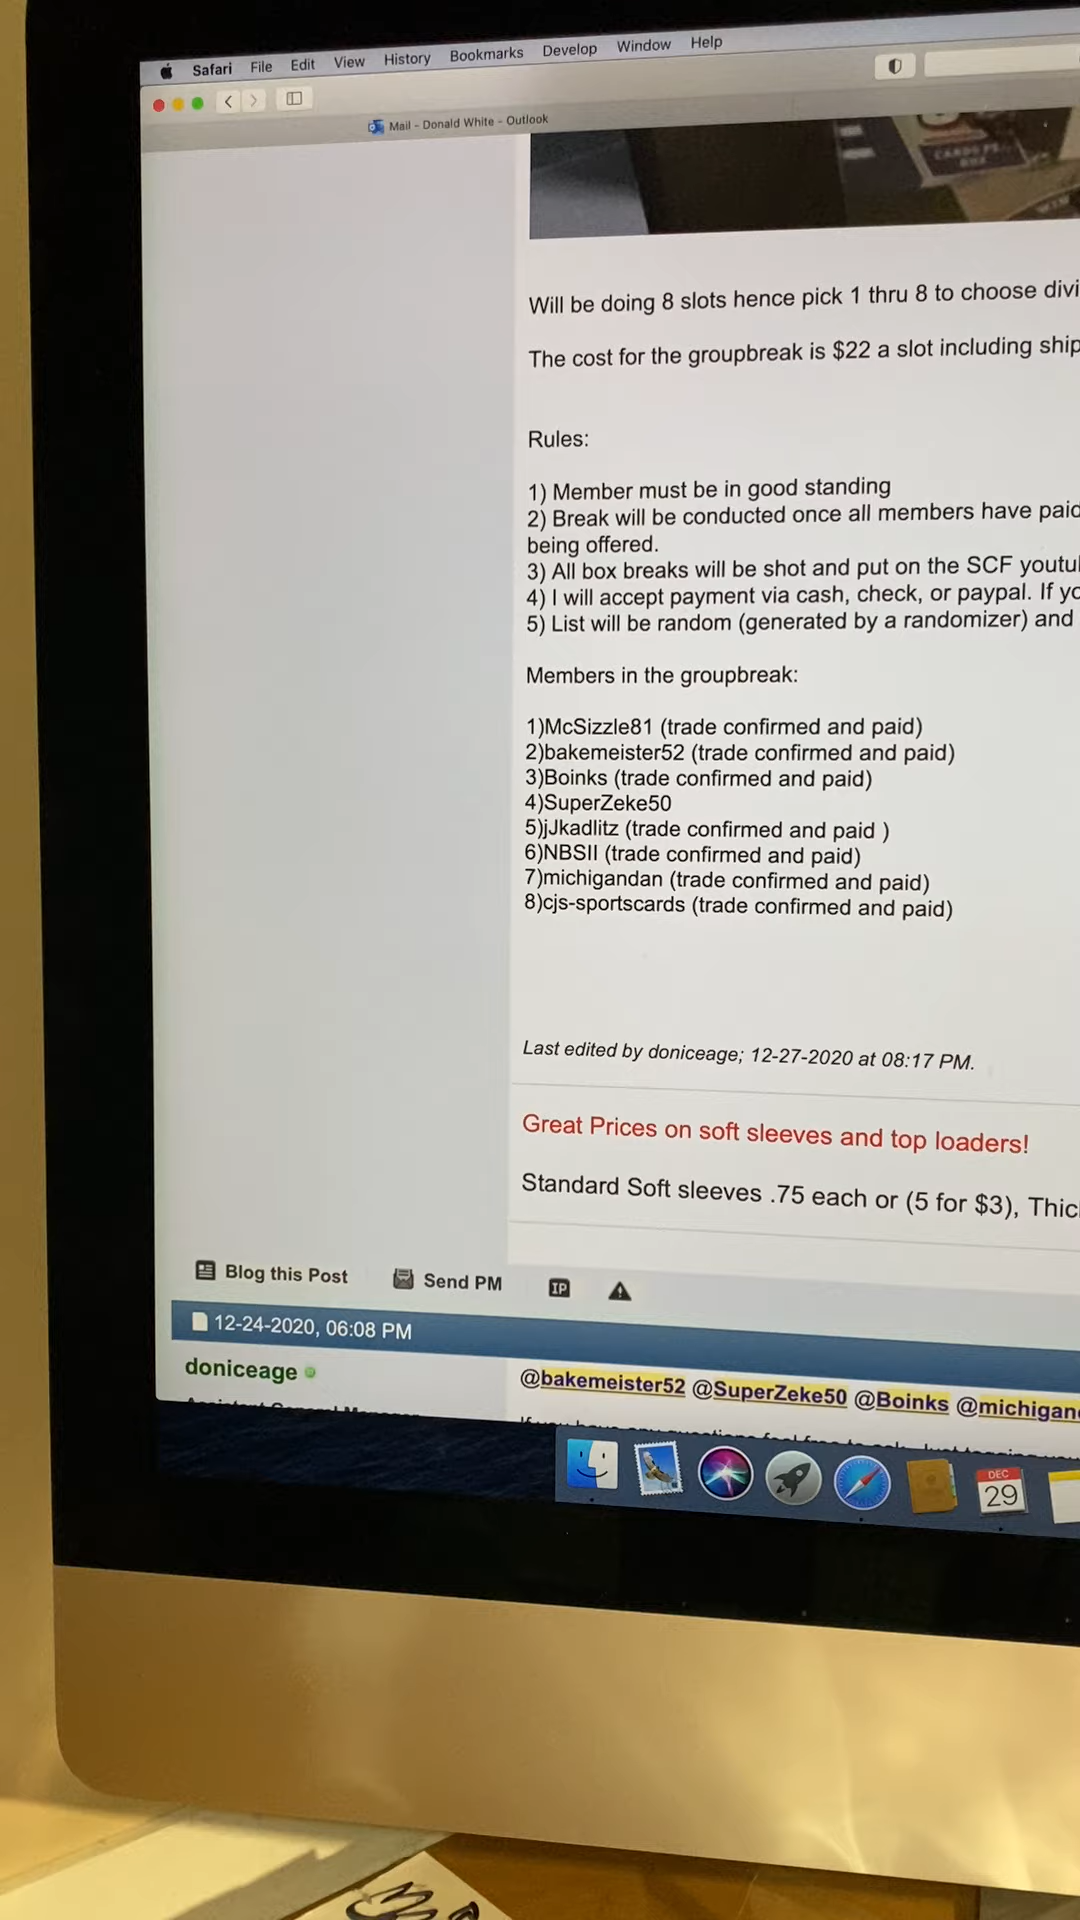 Safari File Edit View History Bookmarks Develop Window Help
Mail - Donald White - Outlook
Will be doing 8 slots hence pick 1 thru 8 to choose divi
The cost for the groupbreak is $22 a slot including ship
Rules:
1) Member must be in good standing
2) Break will be conducted once all members have paid
being offered.
3) All box breaks will be shot and put on the SCF youtu
4) I will accept payment via cash, check, or paypal. If yo
5) List will be random (generated by a randomizer) and
Members in the groupbreak:
1)McSizzle81 (trade confirmed and paid)
2)bakemeister52 (trade confirmed and paid)
3)Boinks (trade confirmed and paid)
4)SuperZeke50
5)jJkadlitz (trade confirmed and paid )
6)NBSII (trade confirmed and paid)
7)michigandan (trade confirmed and paid)
8)cjs-sportscards (trade confirmed and paid)
Last edited by doniceage; 12-27-2020 at 08:17 PM.
Great Prices on soft sleeves and top loaders!
Standard Soft sleeves .75 each or (5 for $3), Thic
Blog this Post Send PM IP
12-24-2020, 06:08 PM
doniceage
@bakemeister52 @SuperZeke50 @Boinks @michigan
DEC
29